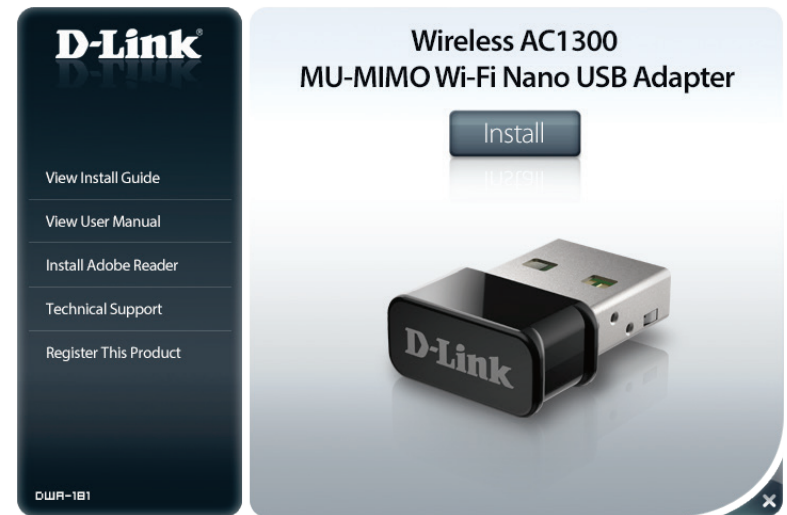 D-Link®
View Install Guide
View User Manual
Install Adobe Reader
Technical Support
Register This Product
DWA-181
Wireless AC1300
MU-MIMO Wi-Fi Nano USB Adapter
Install
D-Link